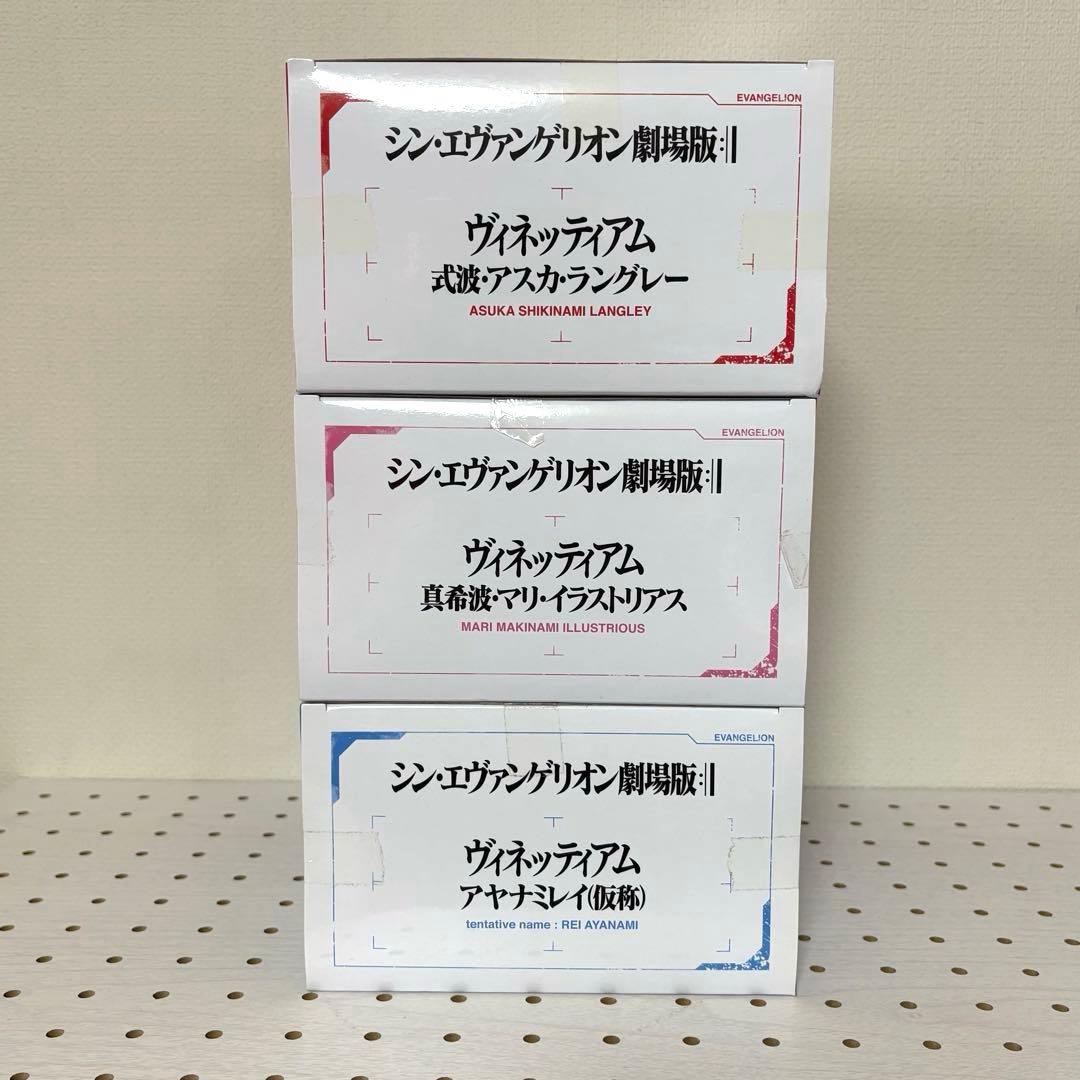 EVANGELION
シン・エヴァンゲリオン劇場版:||
ヴィネッティアム
式波・アスカ・ラングレー
ASUKA SHIKINAMI LANGLEY
EVANGELION
シン・エヴァンゲリオン劇場版:||
ヴィネッティアム
真希波・マリ・イラストリアス
MARI MAKINAMI ILLUSTRIOUS
EVANGELION
シン・エヴァンゲリオン劇場版:||
ヴィネッティアム
アヤナミレイ(仮称)
tentative name : REI AYANAMI